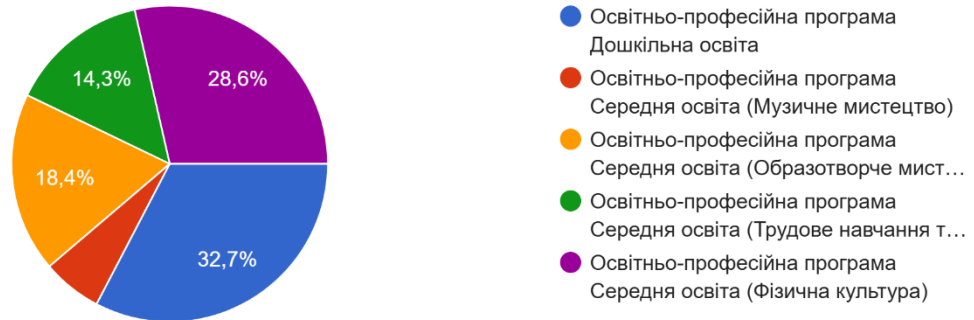 14,3%
28,6%
18,4%
32,7%
Освітньо-професійна програма
Дошкільна освіта
Освітньо-професійна програма
Середня освіта (Музичне мистецтво)
Освітньо-професійна програма
Середня освіта (Образотворче мист…
Освітньо-професійна програма
Середня освіта (Трудове навчання т…
Освітньо-професійна програма
Середня освіта (Фізична культура)